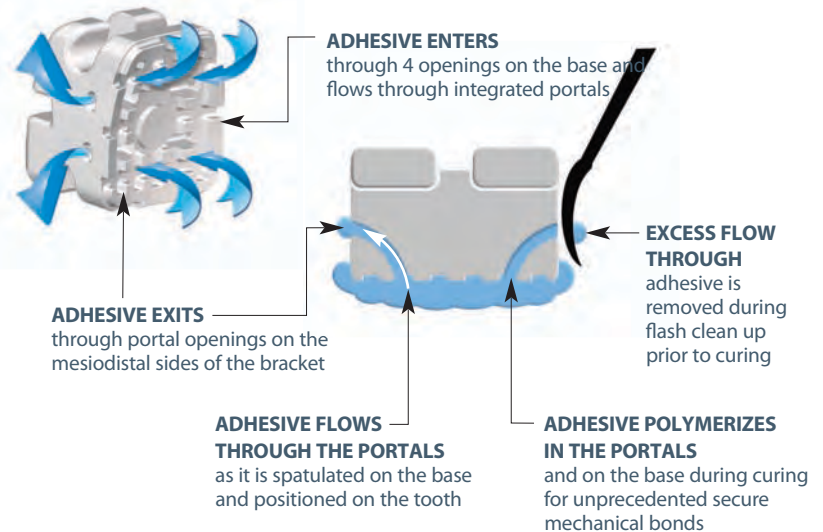 ADHESIVE ENTERS
through 4 openings on the base and
flows through integrated portals
EXCESS FLOW
THROUGH
adhesive is
removed during
flash clean up
prior to curing
ADHESIVE EXITS
through portal openings on the
mesiodistal sides of the bracket
ADHESIVE FLOWS
THROUGH THE PORTALS
as it is spatulated on the base
and positioned on the tooth
ADHESIVE POLYMERIZES
IN THE PORTALS
and on the base during curing
for unprecedented secure
mechanical bonds